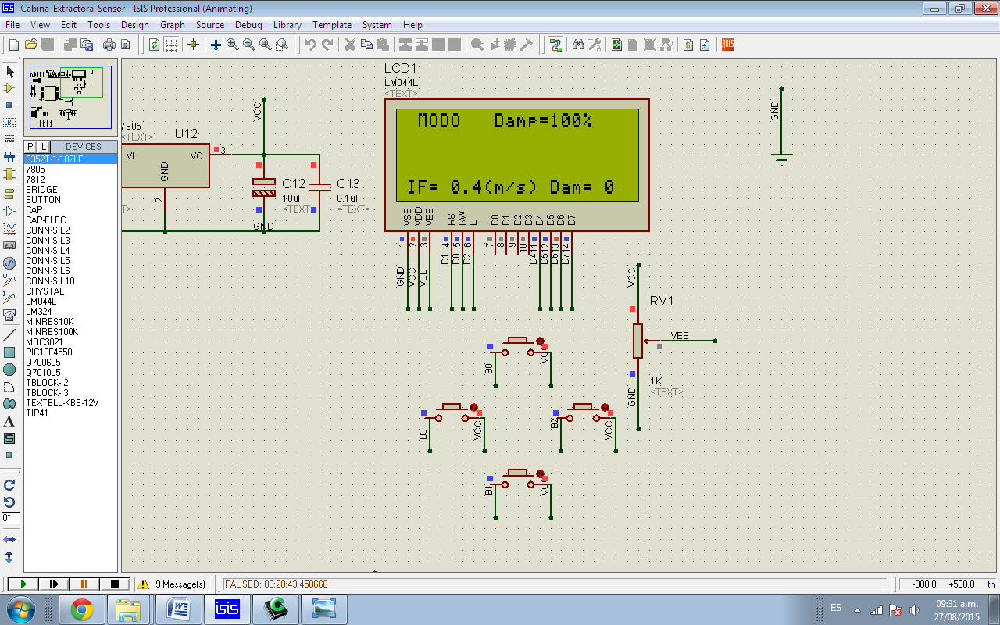 Cabina_Extractora_Sensor - ISIS Professional (Animating)
File View Edit Tools Design Graph Source Debug Library Template System Help
LCD1
LM044L
<TEXT>
MODO Damp=100%
IF= 0.4(m/s) Dam= 0
VSS VDD VEE RS RW E D0 D1 D2 D3 D4 D5 D6 D7
1 2 3 4 5 6 7 8 9 10 11 12 13 14
GND VCC VEE D1 D0 D2 D4 D5 D6 D7
7805
<TEXT>
U12
VI VO 3
GND
2
VCC
C12
10uF
<TEXT>
C13
0.1uF
<TEXT>
GND
GND
VCC
RV1
VEE
1K
<TEXT>
GND
B0 VCC
B3 VCC
B2 VCC
B1 VCC
P L DEVICES
3352T-1-102LF
7805
7812
BRIDGE
BUTTON
CAP
CAP-ELEC
CONN-SIL2
CONN-SIL3
CONN-SIL4
CONN-SIL5
CONN-SIL6
CONN-SIL10
CRYSTAL
LM044L
LM324
MINRES10K
MINRES100K
MOC3021
PIC18F4550
Q7006L5
Q7010L5
TBLOCK-I2
TBLOCK-I3
TEXTELL-KBE-12V
TIP41
LBL
A
S
0°
ARES
9 Message(s)
PAUSED: 00:20:43.458668
-800.0 +500.0 th
isis
ES
09:31 a.m.
27/08/2015